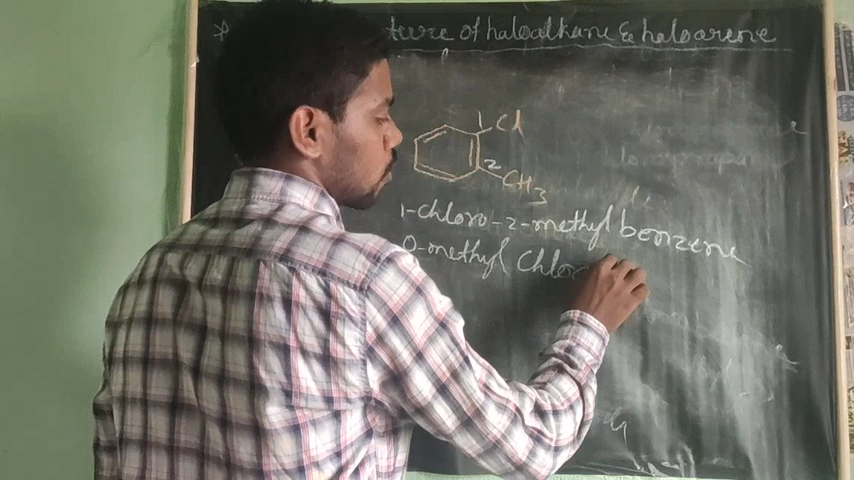 ture of haloalkane & haloarene
1 Cl
2
CH3
1-chloro-2-methyl benzene
O-methyl Chlor